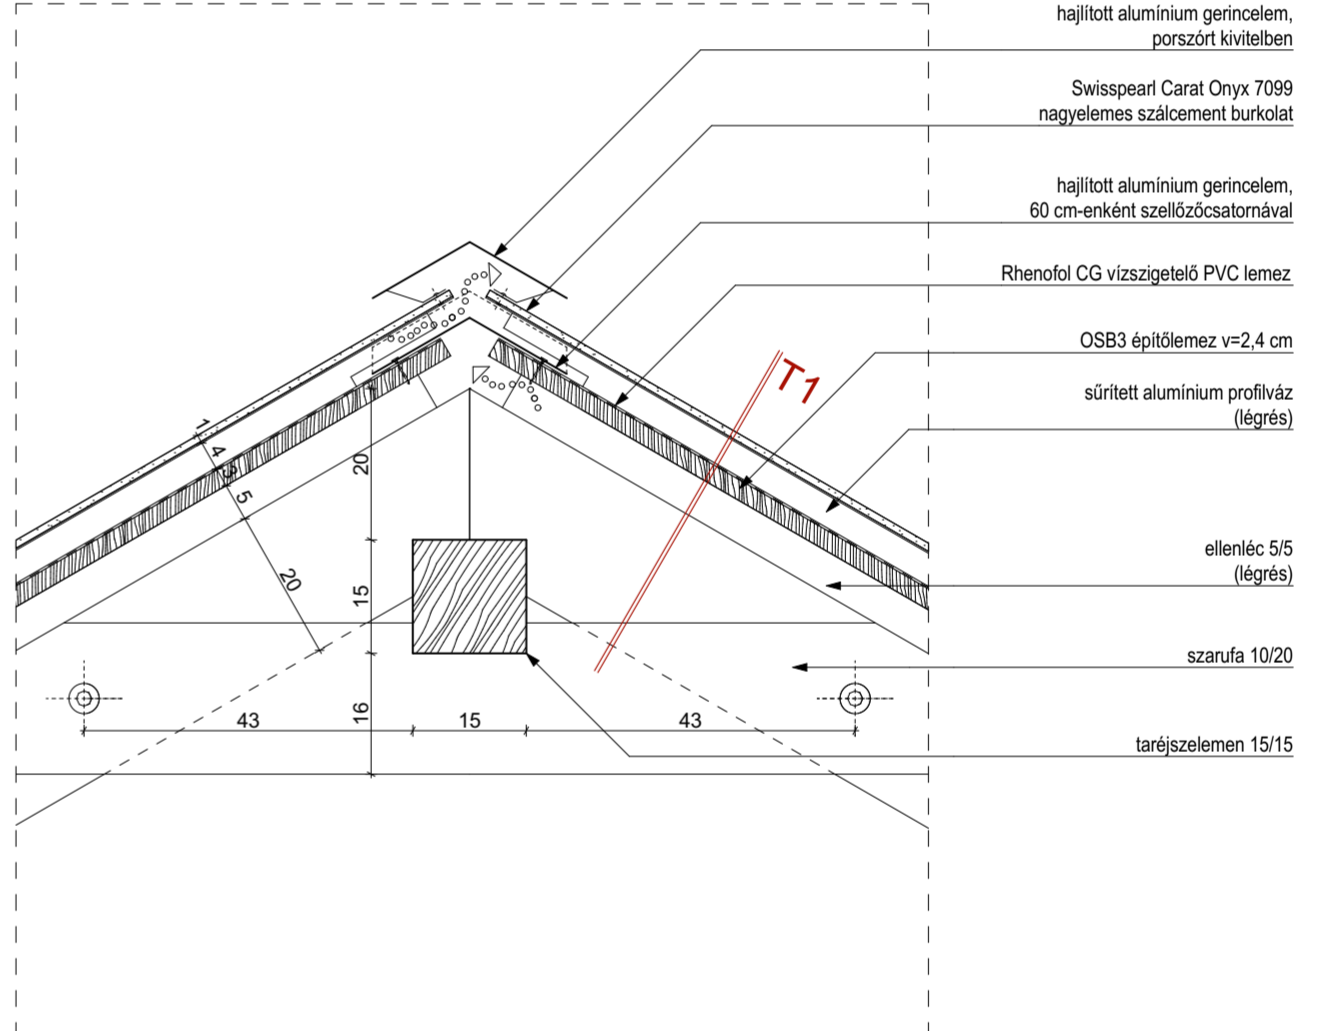 hajlított alumínium gerincelem,
porszórt kivitelben
Swisspearl Carat Onyx 7099
nagyelemes szálcement burkolat
hajlított alumínium gerincelem,
60 cm-enként szellőzőcsatornával
Rhenofol CG vízszigetelő PVC lemez
OSB3 építőlemez v=2,4 cm
sűrített alumínium profilváz
(légrés)
ellenléc 5/5
(légrés)
szarufa 10/20
taréjszelemen 15/15
T1
1
4
3
5
20
20
15
16
43
15
43